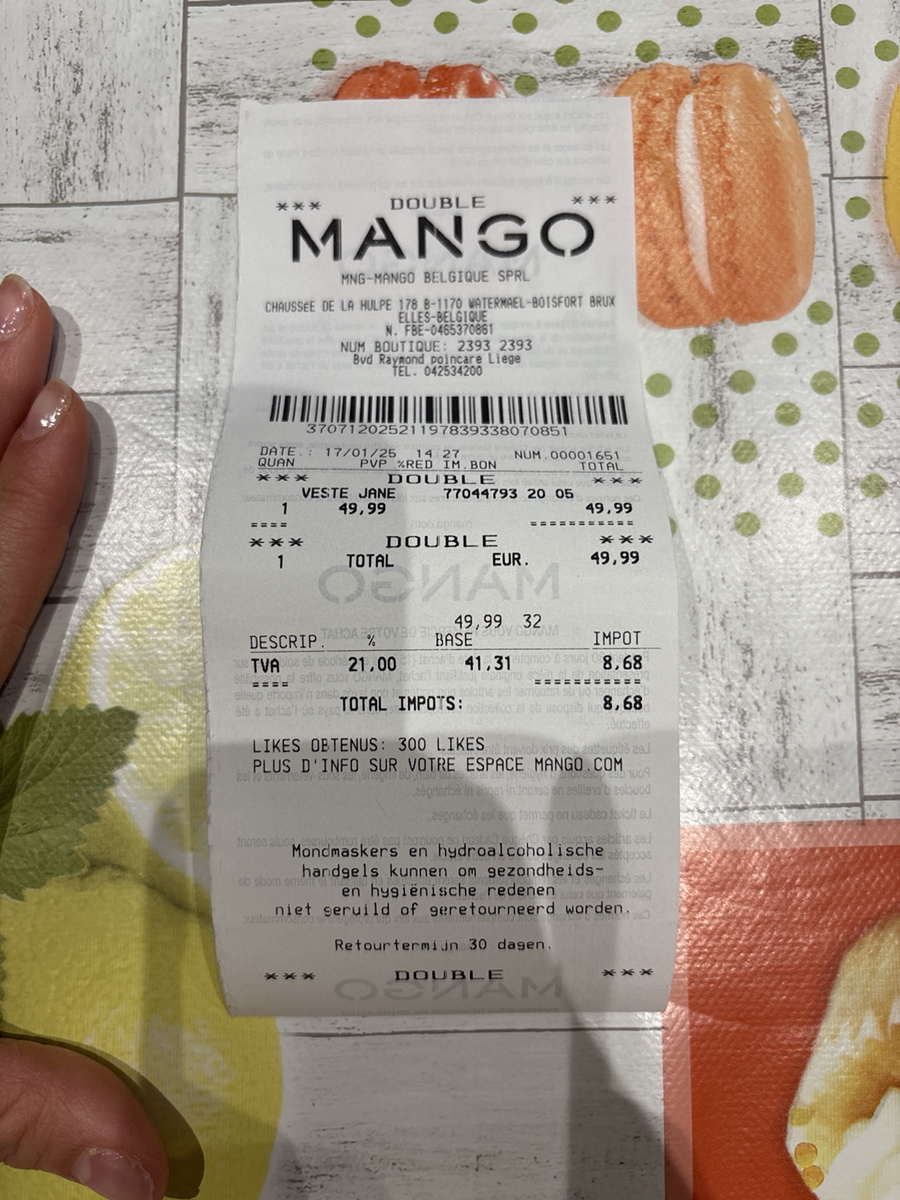 *** DOUBLE ***
MANGO
MNG-MANGO BELGIQUE SPRL
CHAUSSEE DE LA HULPE 178 B-1170 WATERMAEL-BOISFORT BRUX
ELLES-BELGIQUE
N. FBE-0465370861
NUM BOUTIQUE: 2393 2393
Bvd Raymond poincare Liege
TEL. 042534200
37071202521197839338070851
DATE.: 17/01/25 14 27 NUM.00001651
QUAN PVP %RED IM.BON TOTAL
*** DOUBLE ***
VESTE JANE 77044793 20 05
1 49,99 49,99
==== ===========
*** DOUBLE ***
1 TOTAL EUR. 49,99
49,99 32
DESCRIP. % BASE IMPOT
TVA 21,00 41,31 8,68
==== ===========
TOTAL IMPOTS: 8,68
LIKES OBTENUS: 300 LIKES
PLUS D'INFO SUR VOTRE ESPACE MANGO.COM
Mondmaskers en hydroalcoholische
handgels kunnen om gezondheids-
en hygiënische redenen
niet geruild of geretourneerd worden.
Retourtermijn 30 dagen.
*** DOUBLE ***